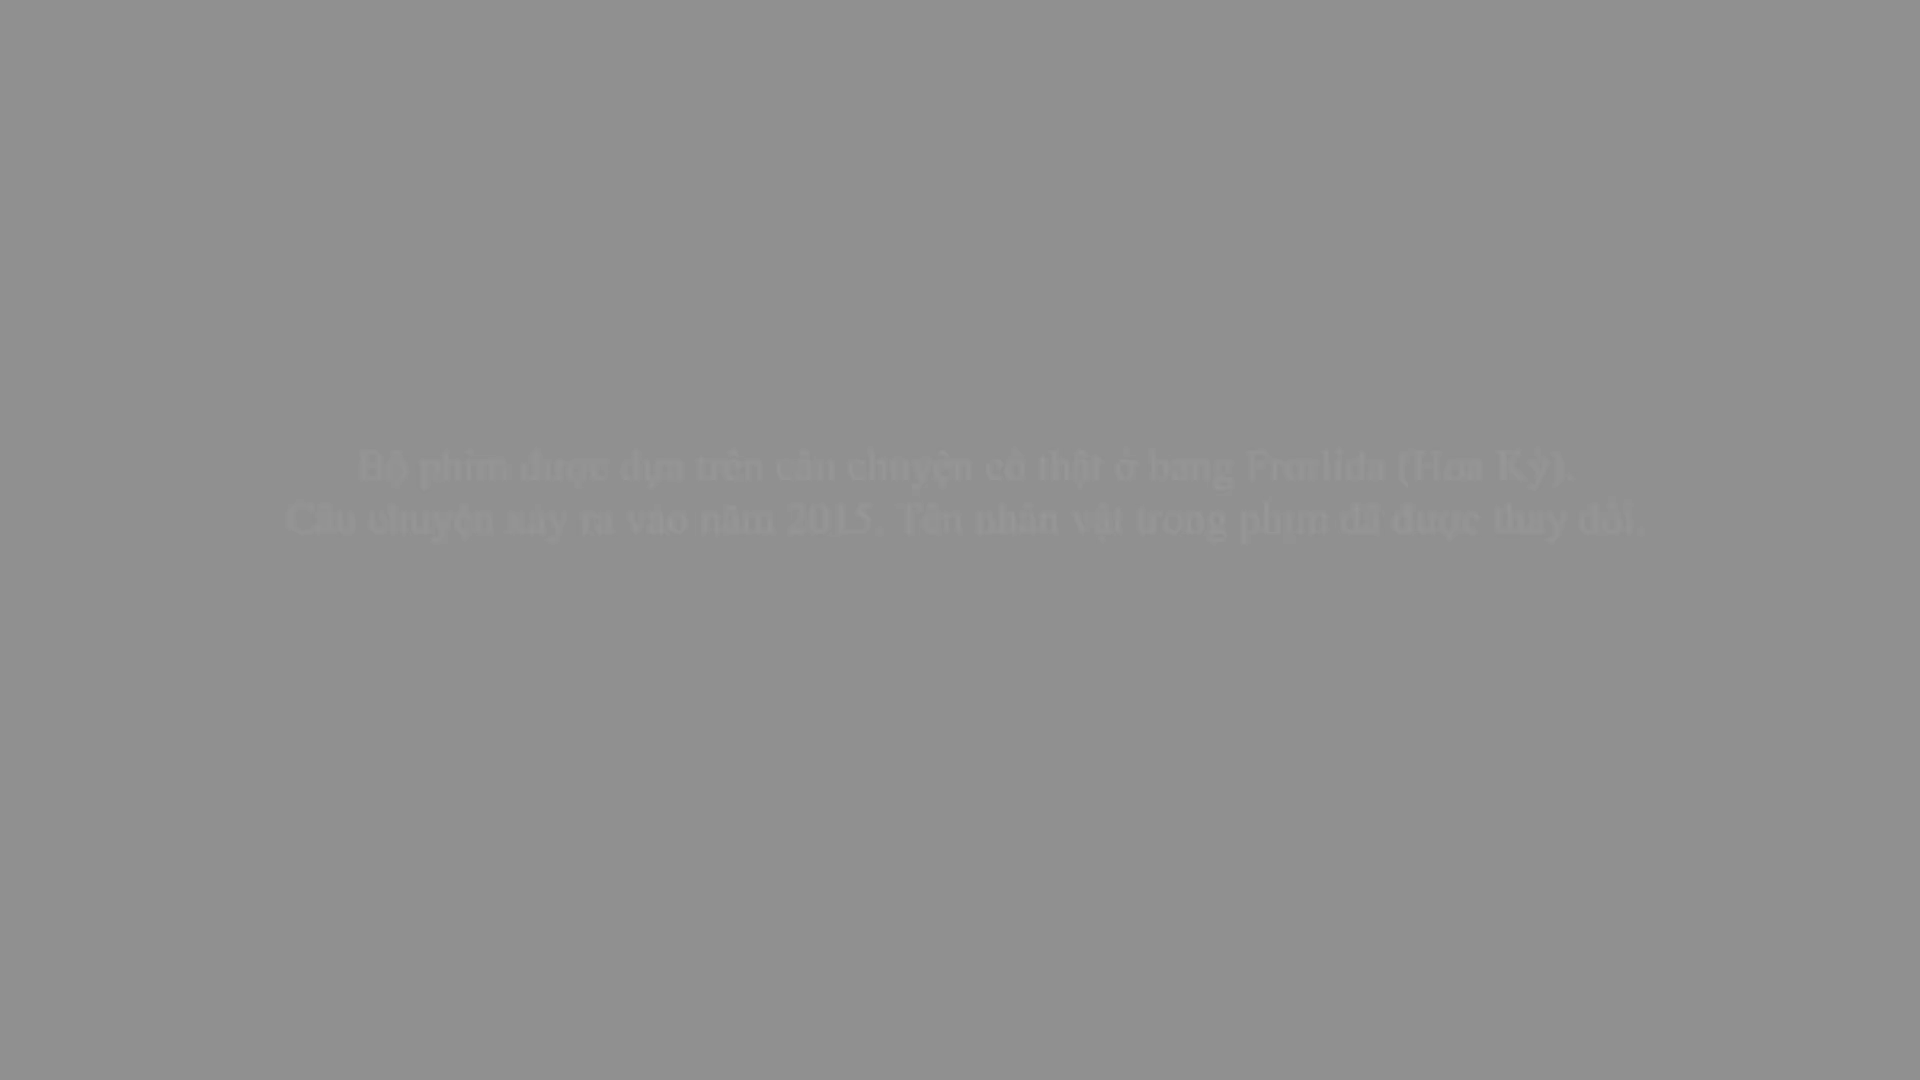 Bộ phim được dựa trên câu chuyện có thật ở bang Frorlida (Hoa Kỳ).
Câu chuyện xảy ra vào năm 2015. Tên nhân vật trong phim đã được thay đổi.